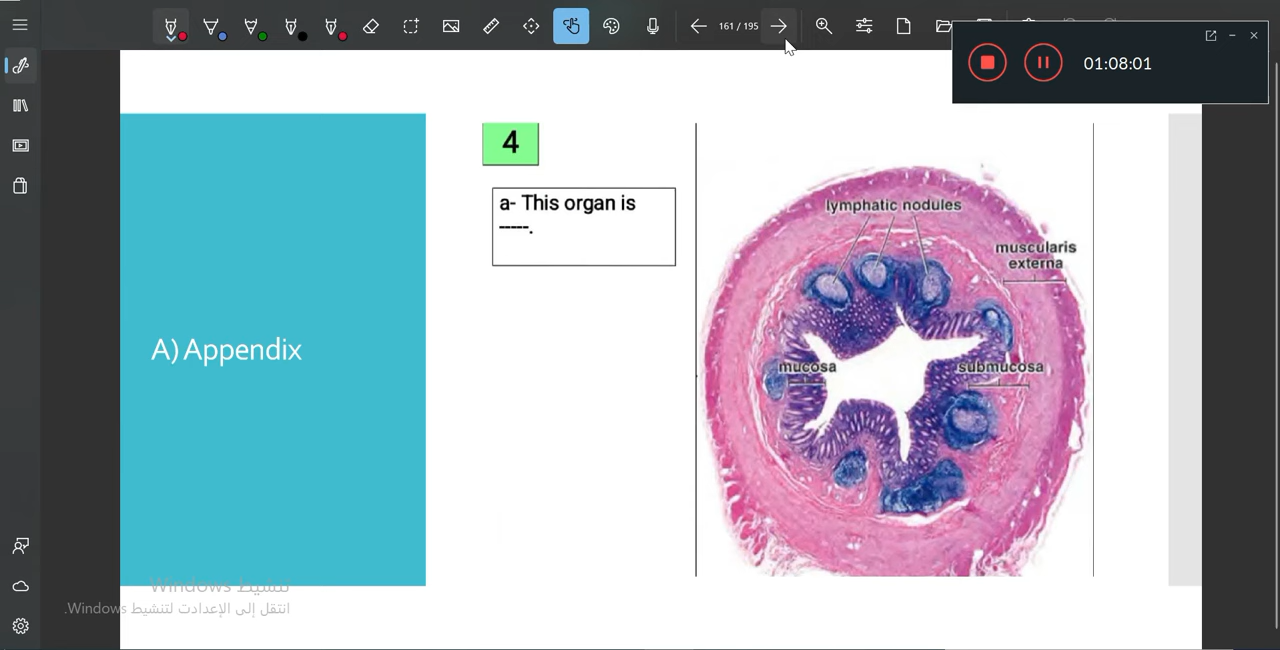 161 / 195
01:08:01
4
a- This organ is
-----.
A) Appendix
lymphatic nodules
muscularis
externa
mucosa
submucosa
تنشيط Windows
انتقل إلى الإعدادت لتنشيط Windows.